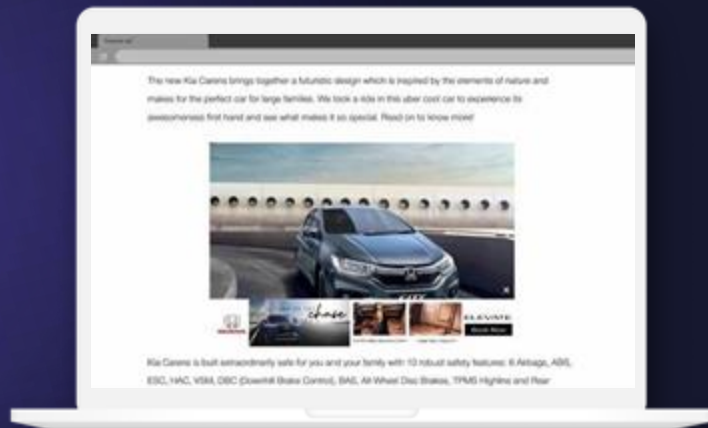 The new Kia Carens brings together a futuristic design which is inspired by the elements of nature and
makes for the perfect car for large families. We took a ride in this uber cool car to experience its
awesomeness first hand and see what makes it so special. Read on to know more!
chase
HONDA
ELEVATE
Book Now
Kia Carens is built extraordinarily safe for you and your family with 10 robust safety features: 6 Airbags, ABS,
ESC, HAC, VSM, DBC (Downhill Brake Control), BAS, All Wheel Disc Brakes, TPMS Highline and Rear